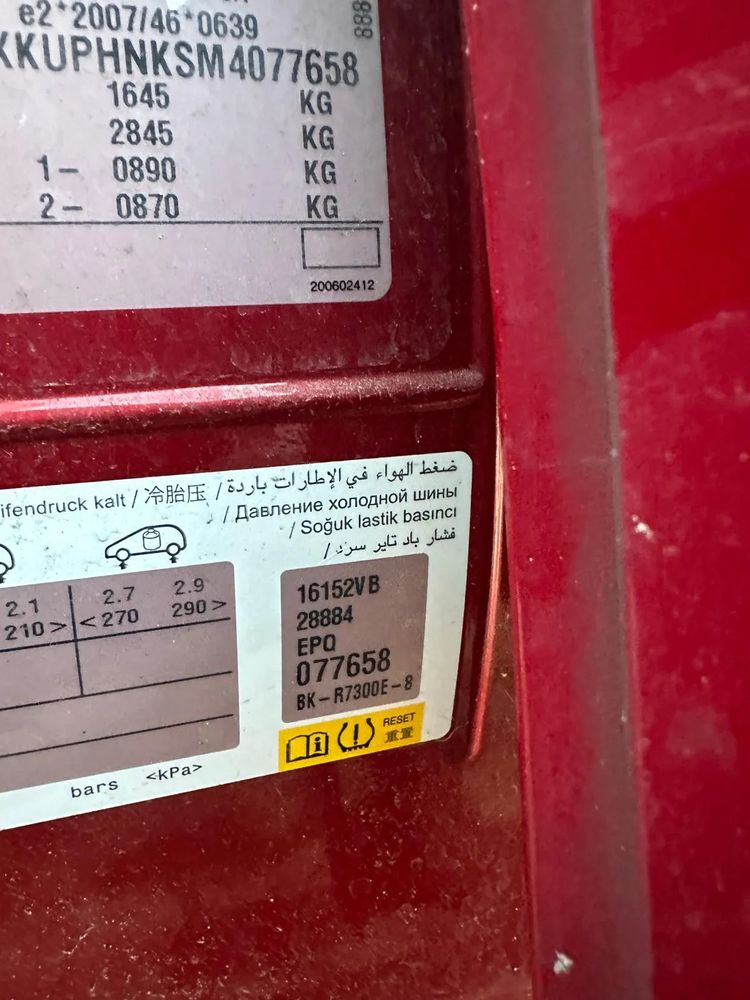 e2*2007/46*0639
KKUPHNKSM4077658
1645 KG
2845 KG
1- 0890 KG
2- 0870 KG
888
200602412
ifendruck kalt / 冷胎压 / ضغط الهواء في الإطارات باردة
/ Давление холодной шины
/ Soğuk lastik basıncı
فشار باد تاير سرد /
2.1 2.7 2.9
210 > < 270 290 >
bars <kPa>
16152VB
28884
EPQ
077658
BK-R7300E-8
RESET
重置